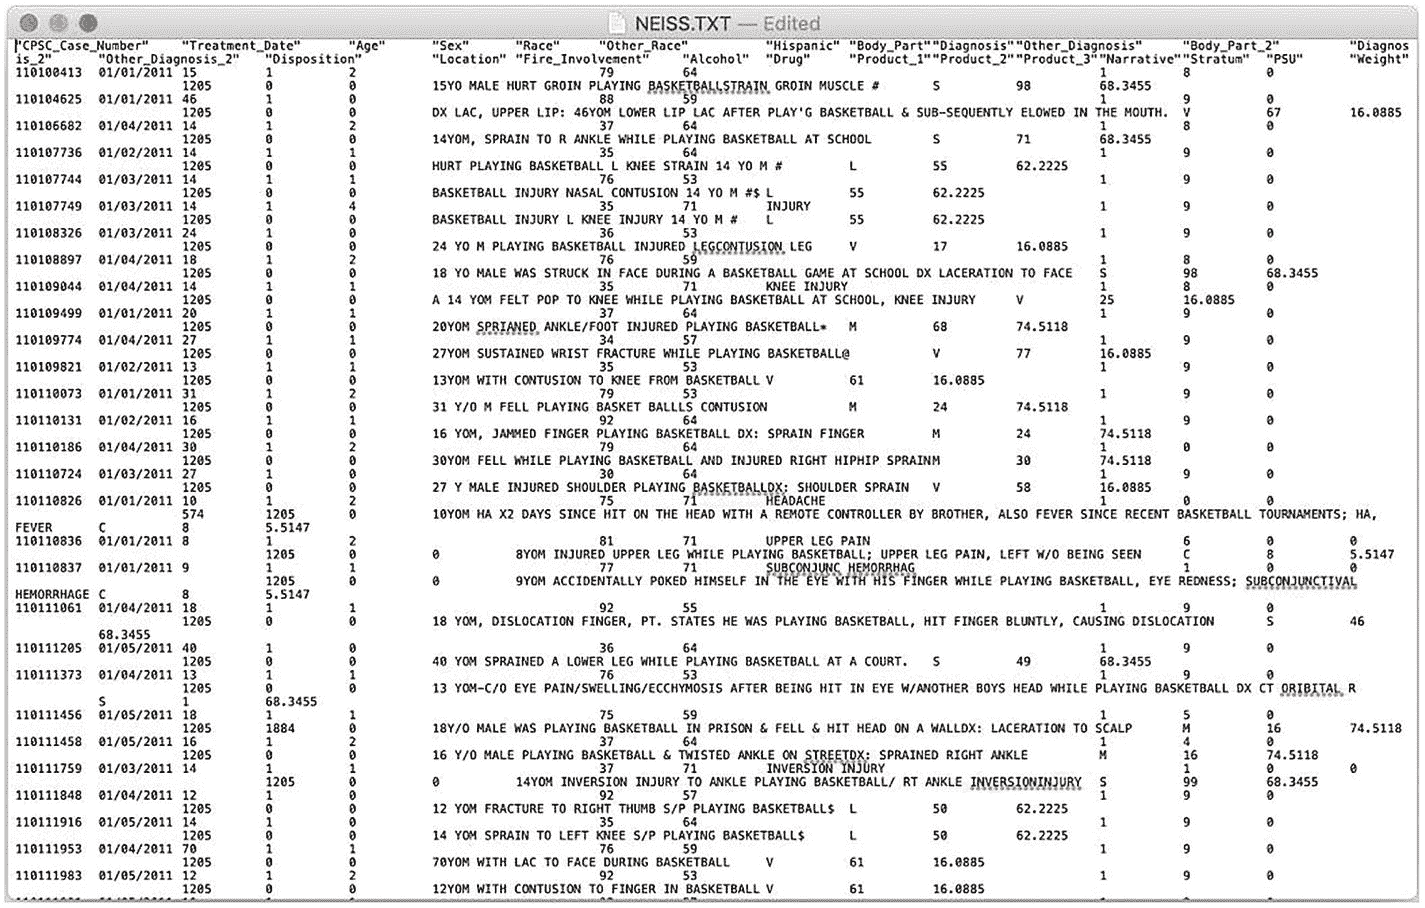 NEISS.TXT — Edited
"CPSC_Case_Number" "Treatment_Date" "Age" "Sex" "Race" "Other_Race" "Hispanic" "Body_Part" "Diagnosis" "Other_Diagnosis" "Body_Part_2" "Diagnos
is_2" "Other_Diagnosis_2" "Disposition" "Location" "Fire_Involvement" "Alcohol" "Drug" "Product_1" "Product_2" "Product_3" "Narrative" "Stratum" "PSU" "Weight"
110100413 01/01/2011 15 1 2 79 64 1 8 0
1205 0 0 15YO MALE HURT GROIN PLAYING BASKETBALLSTRAIN GROIN MUSCLE # S 98 68.3455
110104625 01/01/2011 46 1 0 88 59 1 9 0
1205 0 0 DX LAC, UPPER LIP: 46YOM LOWER LIP LAC AFTER PLAY'G BASKETBALL & SUB-SEQUENTLY ELOWED IN THE MOUTH. V 67 16.0885
110106682 01/04/2011 14 1 2 37 64 1 8 0
1205 0 0 14YOM, SPRAIN TO R ANKLE WHILE PLAYING BASKETBALL AT SCHOOL S 71 68.3455
110107736 01/02/2011 14 1 1 35 64 1 9 0
1205 0 0 HURT PLAYING BASKETBALL L KNEE STRAIN 14 YO M # L 55 62.2225
110107744 01/03/2011 14 1 1 76 53 1 9 0
1205 0 0 BASKETBALL INJURY NASAL CONTUSION 14 YO M #$ L 55 62.2225
110107749 01/03/2011 14 1 4 35 71 INJURY 1 9 0
1205 0 0 BASKETBALL INJURY L KNEE INJURY 14 YO M # L 55 62.2225
110108326 01/03/2011 24 1 0 36 53 1 9 0
1205 0 0 24 YO M PLAYING BASKETBALL INJURED LEGCONTUSION LEG V 17 16.0885
110108897 01/04/2011 18 1 2 76 59 1 8 0
1205 0 0 18 YO MALE WAS STRUCK IN FACE DURING A BASKETBALL GAME AT SCHOOL DX LACERATION TO FACE S 98 68.3455
110109044 01/04/2011 14 1 1 35 71 KNEE INJURY 1 8 0
1205 0 0 A 14 YOM FELT POP TO KNEE WHILE PLAYING BASKETBALL AT SCHOOL, KNEE INJURY V 25 16.0885
110109499 01/01/2011 20 1 1 37 64 1 9 0
1205 0 0 20YOM SPRIANED ANKLE/FOOT INJURED PLAYING BASKETBALL* M 68 74.5118
110109774 01/04/2011 27 1 1 34 57 1 9 0
1205 0 0 27YOM SUSTAINED WRIST FRACTURE WHILE PLAYING BASKETBALL@ V 77 16.0885
110109821 01/02/2011 13 1 1 35 53 1 9 0
1205 0 0 13YOM WITH CONTUSION TO KNEE FROM BASKETBALL V 61 16.0885
110110073 01/01/2011 31 1 2 79 53 1 9 0
1205 0 0 31 Y/O M FELL PLAYING BASKET BALLLS CONTUSION M 24 74.5118
110110131 01/02/2011 16 1 1 92 64 1 9 0
1205 0 0 16 YOM, JAMMED FINGER PLAYING BASKETBALL DX: SPRAIN FINGER M 24 74.5118
110110186 01/04/2011 30 1 2 79 64 1 0 0
1205 0 0 30YOM FELL WHILE PLAYING BASKETBALL AND INJURED RIGHT HIPHIP SPRAINM 30 74.5118
110110724 01/03/2011 27 1 0 30 64 1 9 0
1205 0 0 27 Y MALE INJURED SHOULDER PLAYING BASKETBALLDX: SHOULDER SPRAIN V 58 16.0885
110110826 01/01/2011 10 1 2 75 71 HEADACHE 1 0 0
574 1205 0 10YOM HA X2 DAYS SINCE HIT ON THE HEAD WITH A REMOTE CONTROLLER BY BROTHER, ALSO FEVER SINCE RECENT BASKETBALL TOURNAMENTS; HA,
FEVER C 8 5.5147
110110836 01/01/2011 8 1 2 81 71 UPPER LEG PAIN 6 0 0
1205 0 0 8YOM INJURED UPPER LEG WHILE PLAYING BASKETBALL; UPPER LEG PAIN, LEFT W/O BEING SEEN C 8 5.5147
110110837 01/01/2011 9 1 1 77 71 SUBCONJUNC HEMORRHAG 1 0 0
1205 0 0 9YOM ACCIDENTALLY POKED HIMSELF IN THE EYE WITH HIS FINGER WHILE PLAYING BASKETBALL, EYE REDNESS; SUBCONJUNCTIVAL
HEMORRHAGE C 8 5.5147
110111061 01/04/2011 18 1 1 92 55 1 9 0
1205 0 0 18 YOM, DISLOCATION FINGER, PT. STATES HE WAS PLAYING BASKETBALL, HIT FINGER BLUNTLY, CAUSING DISLOCATION S 46
68.3455
110111205 01/05/2011 40 1 0 36 64 1 9 0
1205 0 0 40 YOM SPRAINED A LOWER LEG WHILE PLAYING BASKETBALL AT A COURT. S 49 68.3455
110111373 01/04/2011 13 1 1 76 53 1 9 0
1205 0 0 13 YOM-C/O EYE PAIN/SWELLING/ECCHYMOSIS AFTER BEING HIT IN EYE W/ANOTHER BOYS HEAD WHILE PLAYING BASKETBALL DX CT ORIBITAL R
S 1 68.3455
110111456 01/05/2011 18 1 1 75 59 1 5 0
1205 1884 0 18Y/O MALE WAS PLAYING BASKETBALL IN PRISON & FELL & HIT HEAD ON A WALLDX: LACERATION TO SCALP M 16 74.5118
110111458 01/05/2011 16 1 2 37 64 1 4 0
1205 0 0 16 Y/O MALE PLAYING BASKETBALL & TWISTED ANKLE ON STREETDX: SPRAINED RIGHT ANKLE M 16 74.5118
110111759 01/03/2011 14 1 1 37 71 INVERSION INJURY 1 0 0
1205 0 14YOM INVERSION INJURY TO ANKLE PLAYING BASKETBALL/ RT ANKLE INVERSIONINJURY S 99 68.3455
110111848 01/04/2011 12 1 0 92 57 1 9 0
1205 0 0 12 YOM FRACTURE TO RIGHT THUMB S/P PLAYING BASKETBALL$ L 50 62.2225
110111916 01/05/2011 14 1 0 35 64 1 9 0
1205 0 0 14 YOM SPRAIN TO LEFT KNEE S/P PLAYING BASKETBALL$ L 50 62.2225
110111953 01/04/2011 70 1 1 76 59 1 9 0
1205 0 0 70YOM WITH LAC TO FACE DURING BASKETBALL V 61 16.0885
110111983 01/05/2011 12 1 2 92 53 1 9 0
1205 0 0 12YOM WITH CONTUSION TO FINGER IN BASKETBALL V 61 16.0885